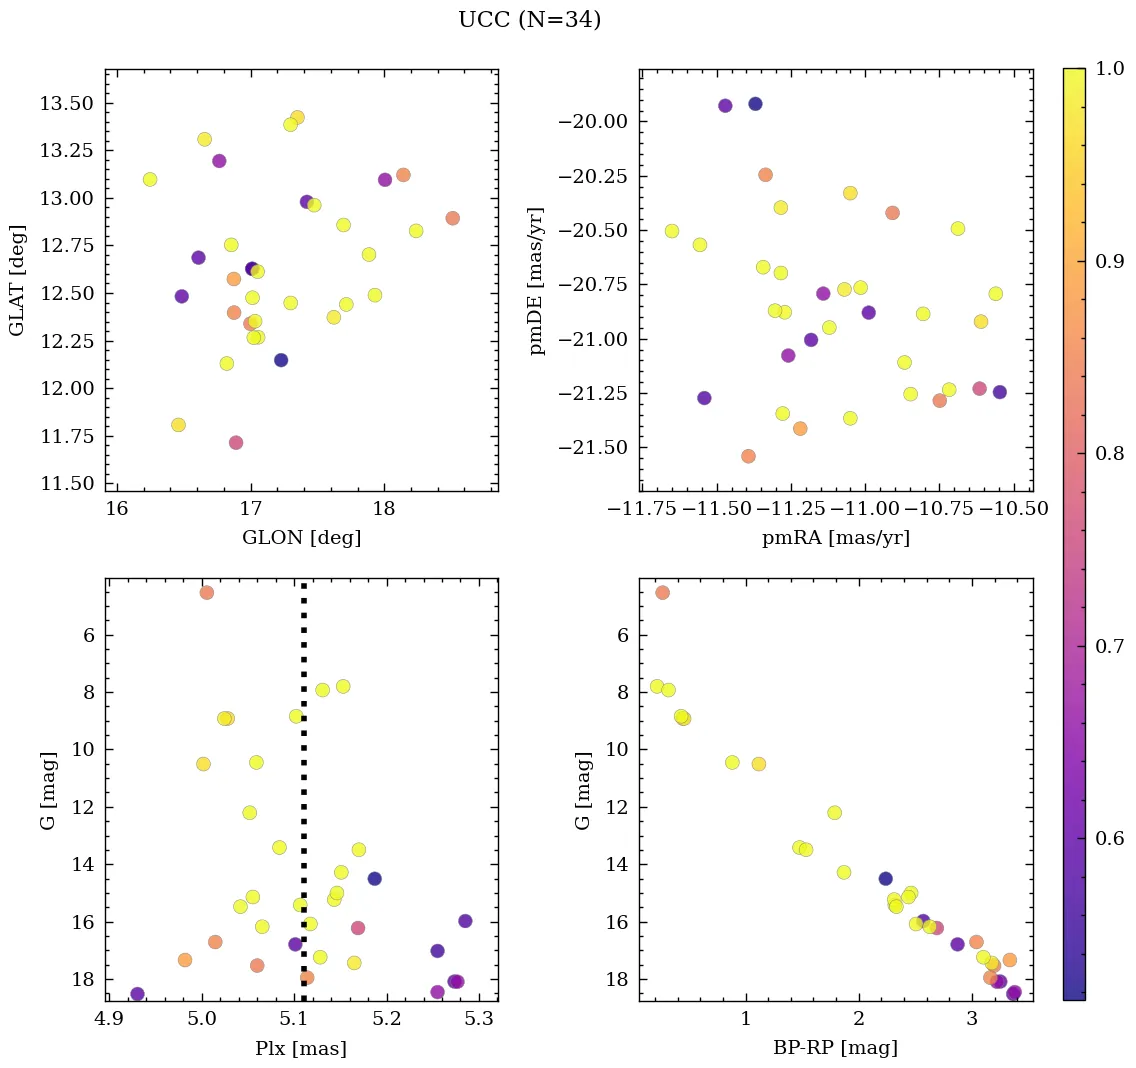 UCC (N=34)
13.50
13.25
13.00
12.75
12.50
12.25
12.00
11.75
11.50
GLAT [deg]
16 17 18
GLON [deg]
−20.00
−20.25
−20.50
−20.75
−21.00
−21.25
−21.50
pmDE [mas/yr]
−11.75 −11.50 −11.25 −11.00 −10.75 −10.50
pmRA [mas/yr]
6
8
10
12
14
16
18
G [mag]
4.9 5.0 5.1 5.2 5.3
Plx [mas]
6
8
10
12
14
16
18
G [mag]
1 2 3
BP-RP [mag]
1.0
0.9
0.8
0.7
0.6